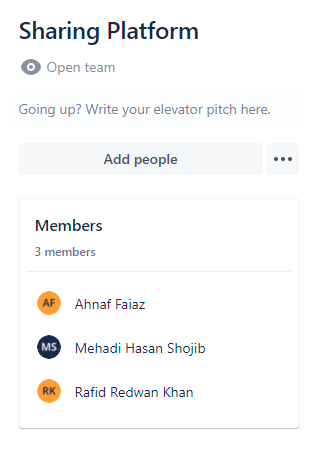 Sharing Platform
Open team
Going up? Write your elevator pitch here.
Add people
Members
3 members
AF Ahnaf Faiaz
MS Mehadi Hasan Shojib
RK Rafid Redwan Khan